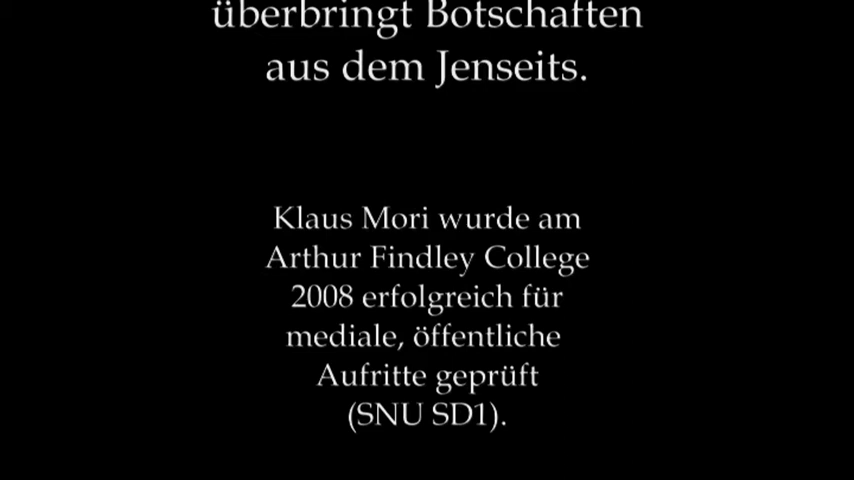 überbringt Botschaften
aus dem Jenseits.
Klaus Mori wurde am
Arthur Findley College
2008 erfolgreich für
mediale, öffentliche
Aufritte geprüft
(SNU SD1).